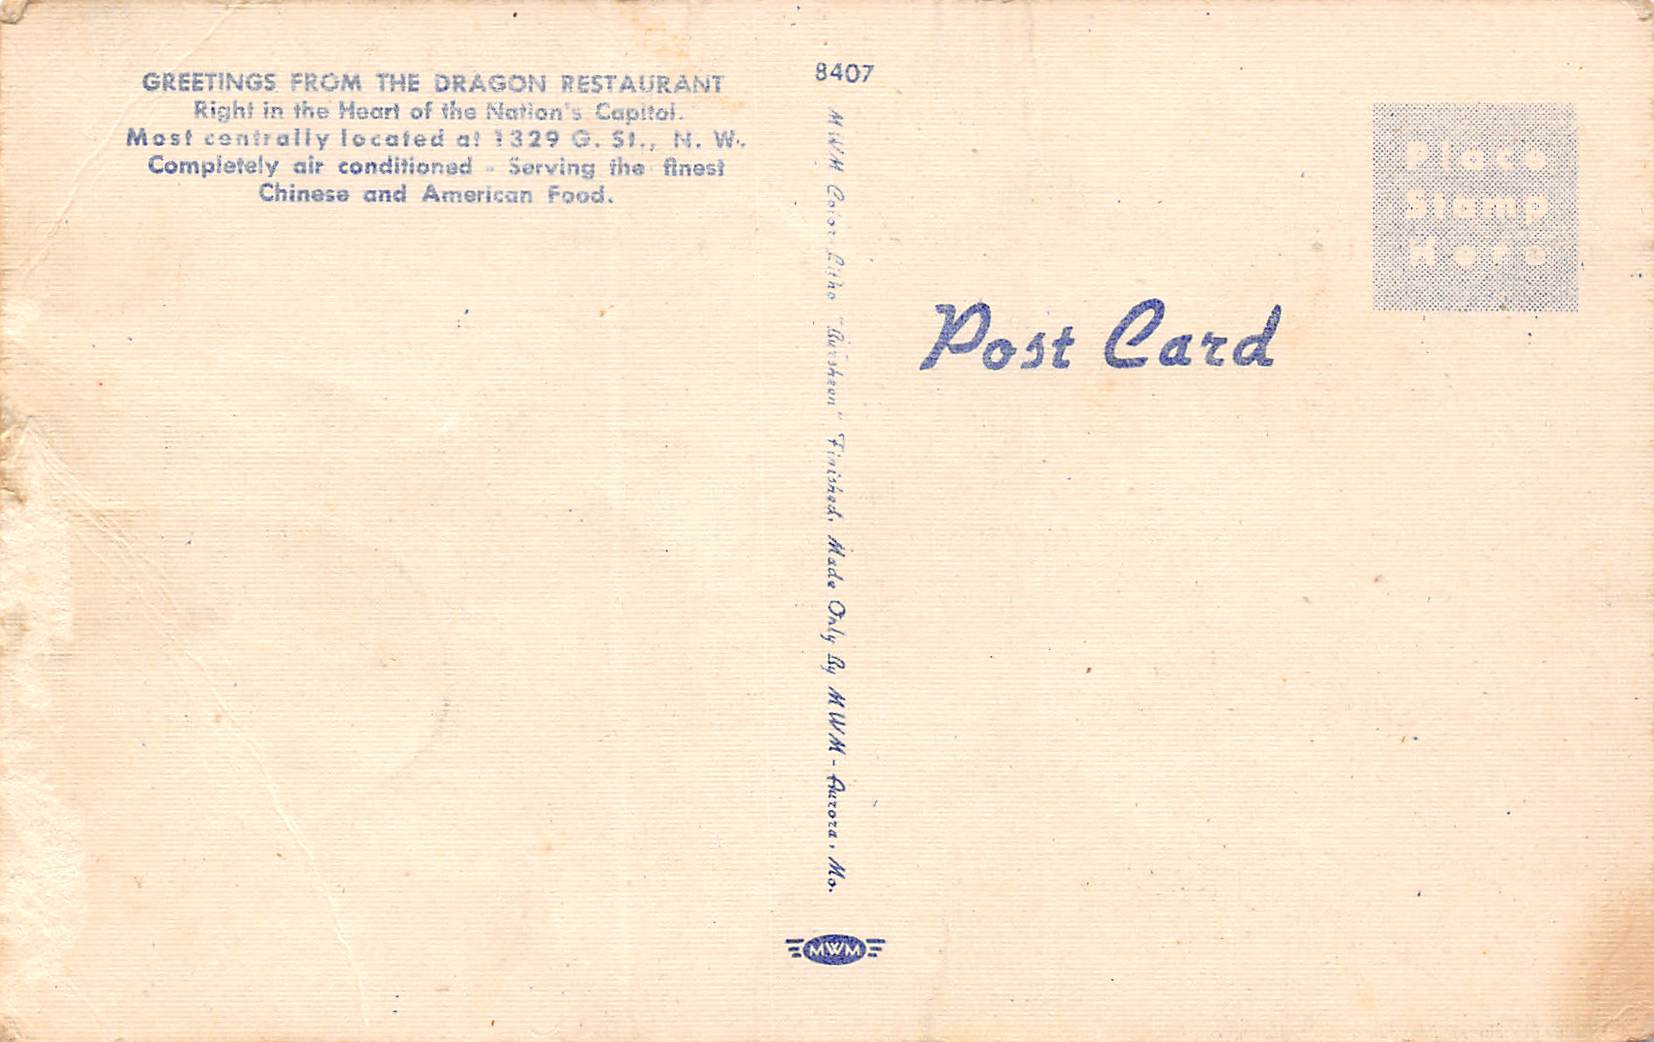 GREETINGS FROM THE DRAGON RESTAURANT
Right in the Heart of the Nation's Capitol.
Most centrally located at 1329 G. St., N. W.
Completely air conditioned - Serving the finest
Chinese and American Food.
8407
MWM Color Litho "Aursheen" Finished. Made Only By MWM - Aurora, Mo.
MWM
Post Card
Place
Stamp
Here